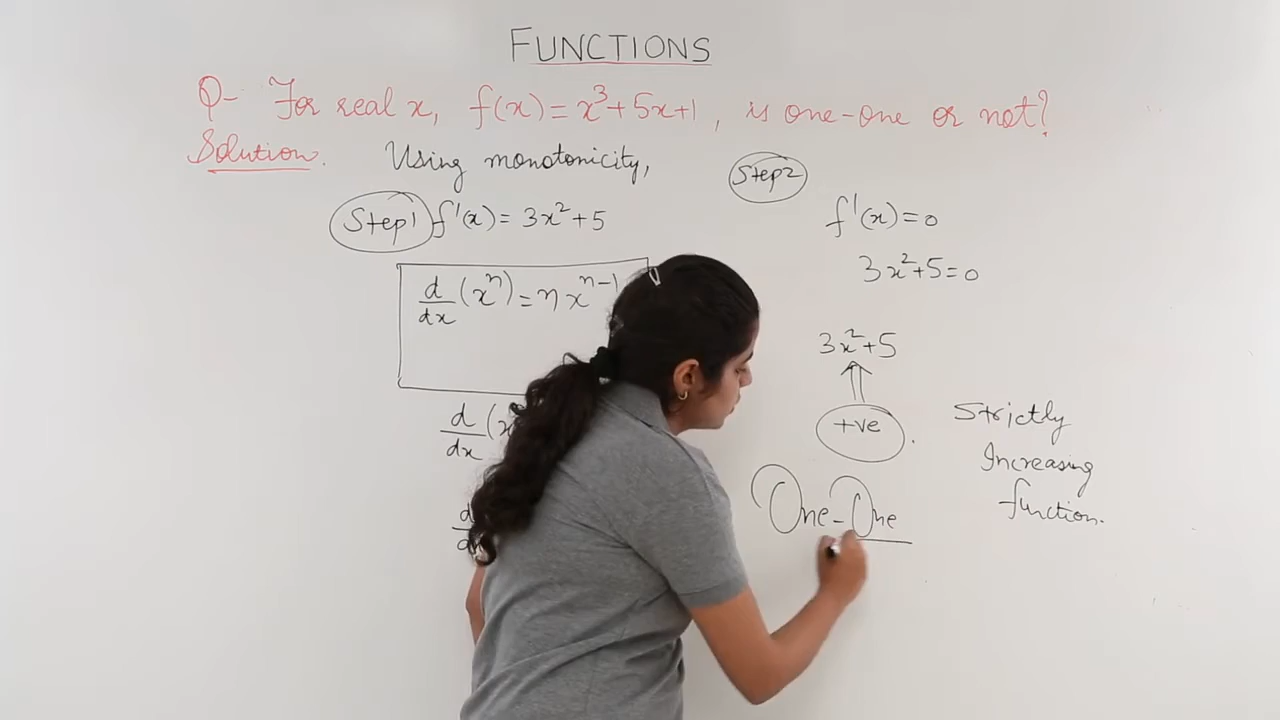 FUNCTIONS
Q- For real x, f(x)=x³+5x+1, is one-one or not?
Solution. Using monotonicity,
Step1 f'(x)= 3x²+5
d/dx (xⁿ)= n xⁿ⁻¹
d/dx (x
d
Step2
f'(x)=0
3x²+5=0
3x²+5
+ve .
Strictly
Increasing
function.
One-One